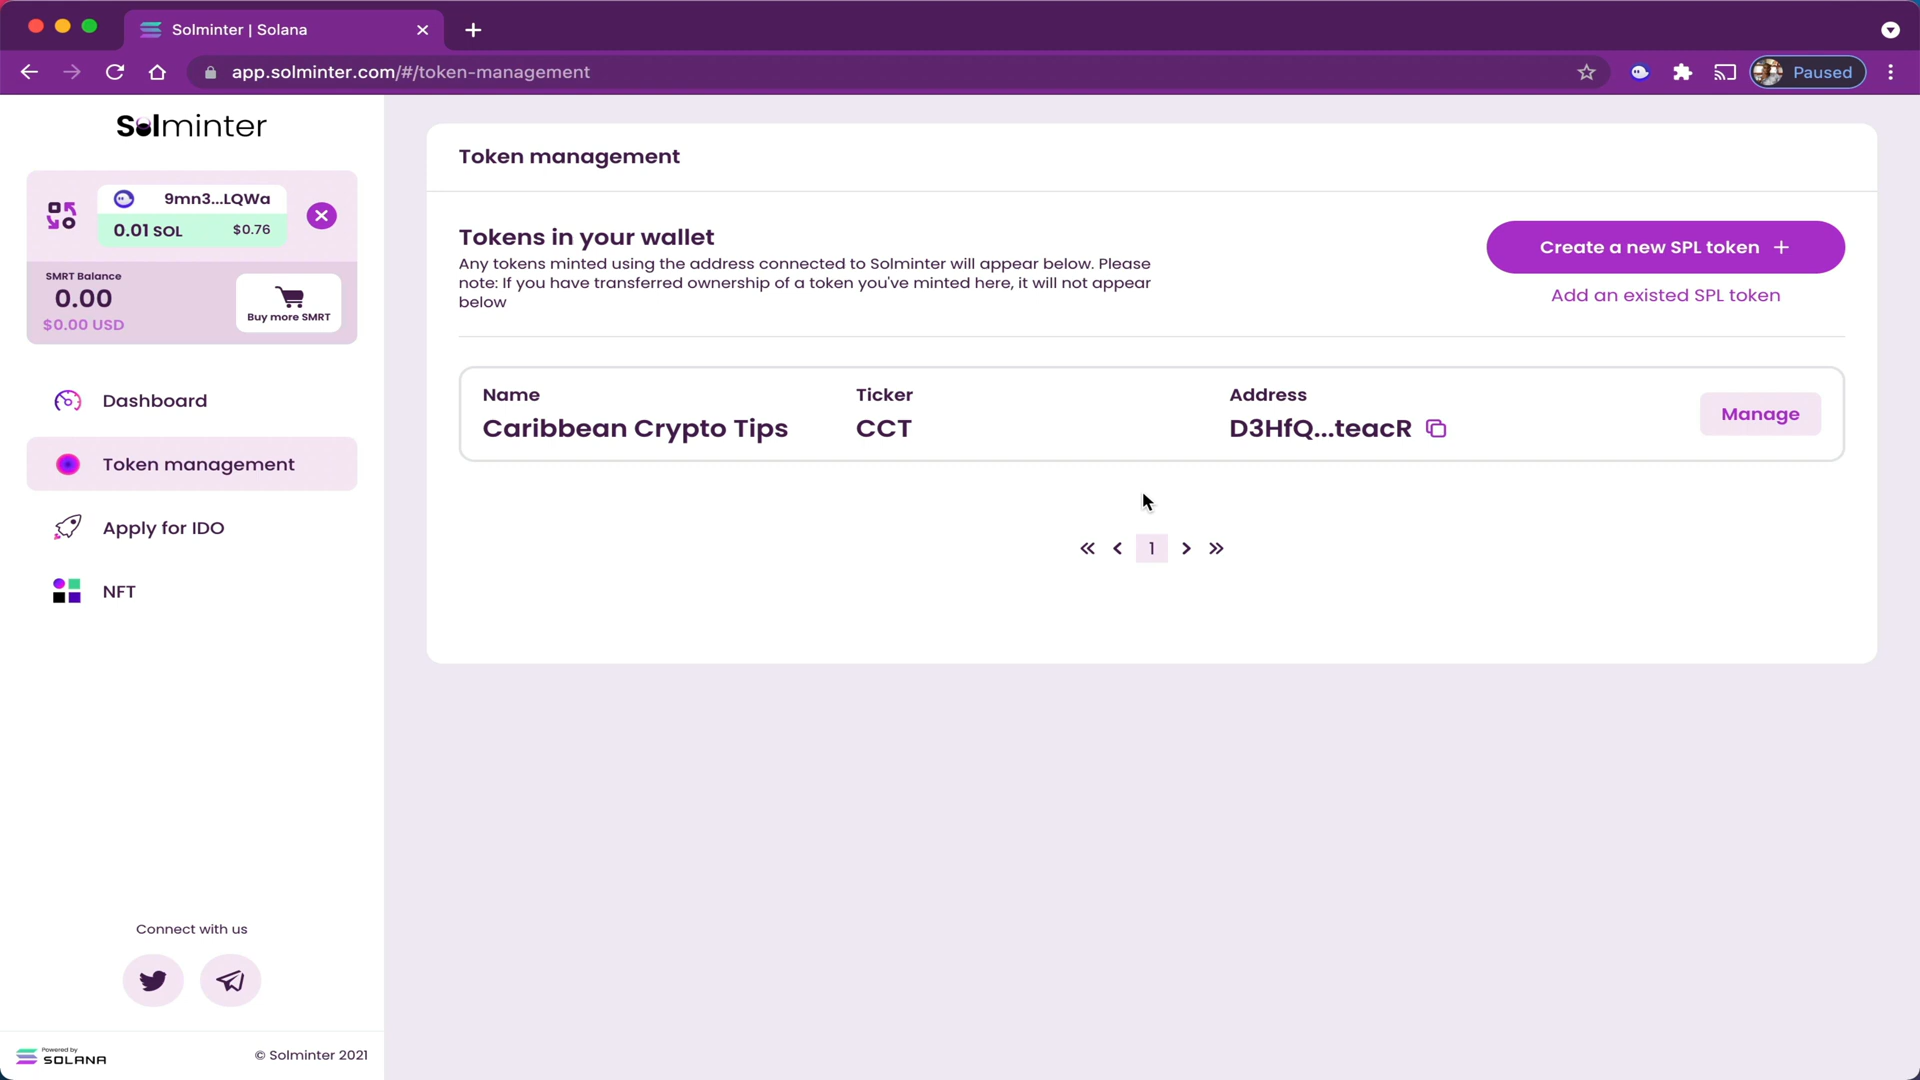 Solminter | Solana
app.solminter.com/#/token-management
Paused
Solminter
9mn3...LQWa
0.01 SOL
$0.76
SMRT Balance
0.00
$0.00 USD
Buy more SMRT
Dashboard
Token management
Apply for IDO
NFT
Connect with us
Powered by
SOLANA
© Solminter 2021
Token management
Tokens in your wallet
Any tokens minted using the address connected to Solminter will appear below. Please
note: If you have transferred ownership of a token you've minted here, it will not appear
below
Create a new SPL token +
Add an existed SPL token
Name
Ticker
Address
Caribbean Crypto Tips
CCT
D3HfQ...teacR
Manage
1